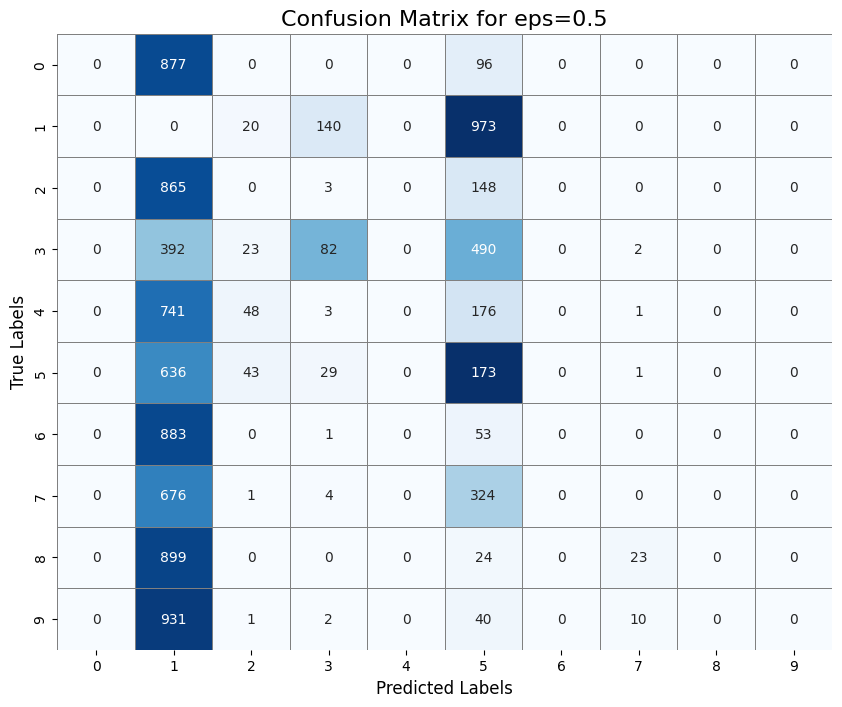 Confusion Matrix for eps=0.5
0 0 877 0 0 0 96 0 0 0 0
1 0 0 20 140 0 973 0 0 0 0
2 0 865 0 3 0 148 0 0 0 0
3 0 392 23 82 0 490 0 2 0 0
4 0 741 48 3 0 176 0 1 0 0
5 0 636 43 29 0 173 0 1 0 0
6 0 883 0 1 0 53 0 0 0 0
7 0 676 1 4 0 324 0 0 0 0
8 0 899 0 0 0 24 0 23 0 0
9 0 931 1 2 0 40 0 10 0 0
0 1 2 3 4 5 6 7 8 9
True Labels
Predicted Labels